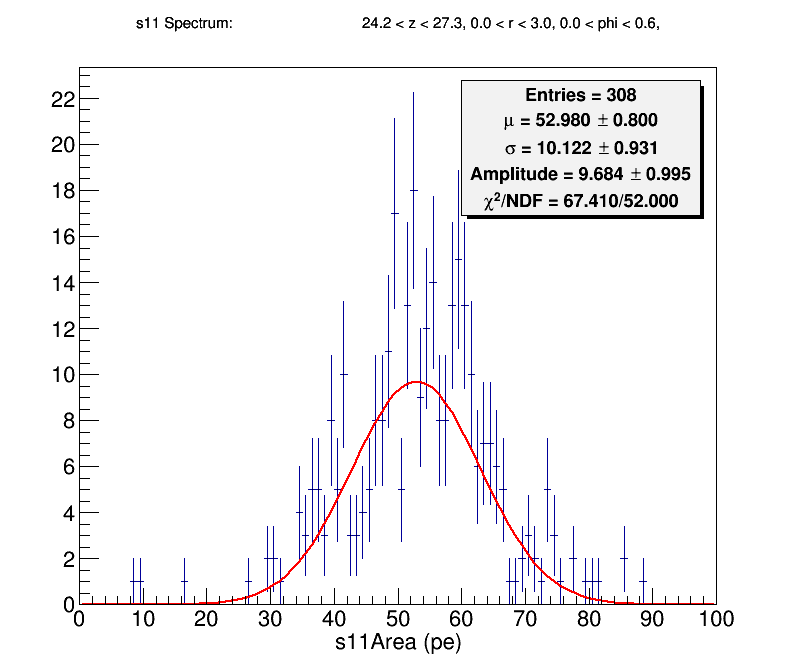 s11 Spectrum: 24.2 < z < 27.3, 0.0 < r < 3.0, 0.0 < phi < 0.6,
Entries = 308
μ = 52.980 ± 0.800
σ = 10.122 ± 0.931
Amplitude = 9.684 ± 0.995
χ²/NDF = 67.410/52.000
22
20
18
16
14
12
10
8
6
4
2
0
0 10 20 30 40 50 60 70 80 90 100
s11Area (pe)